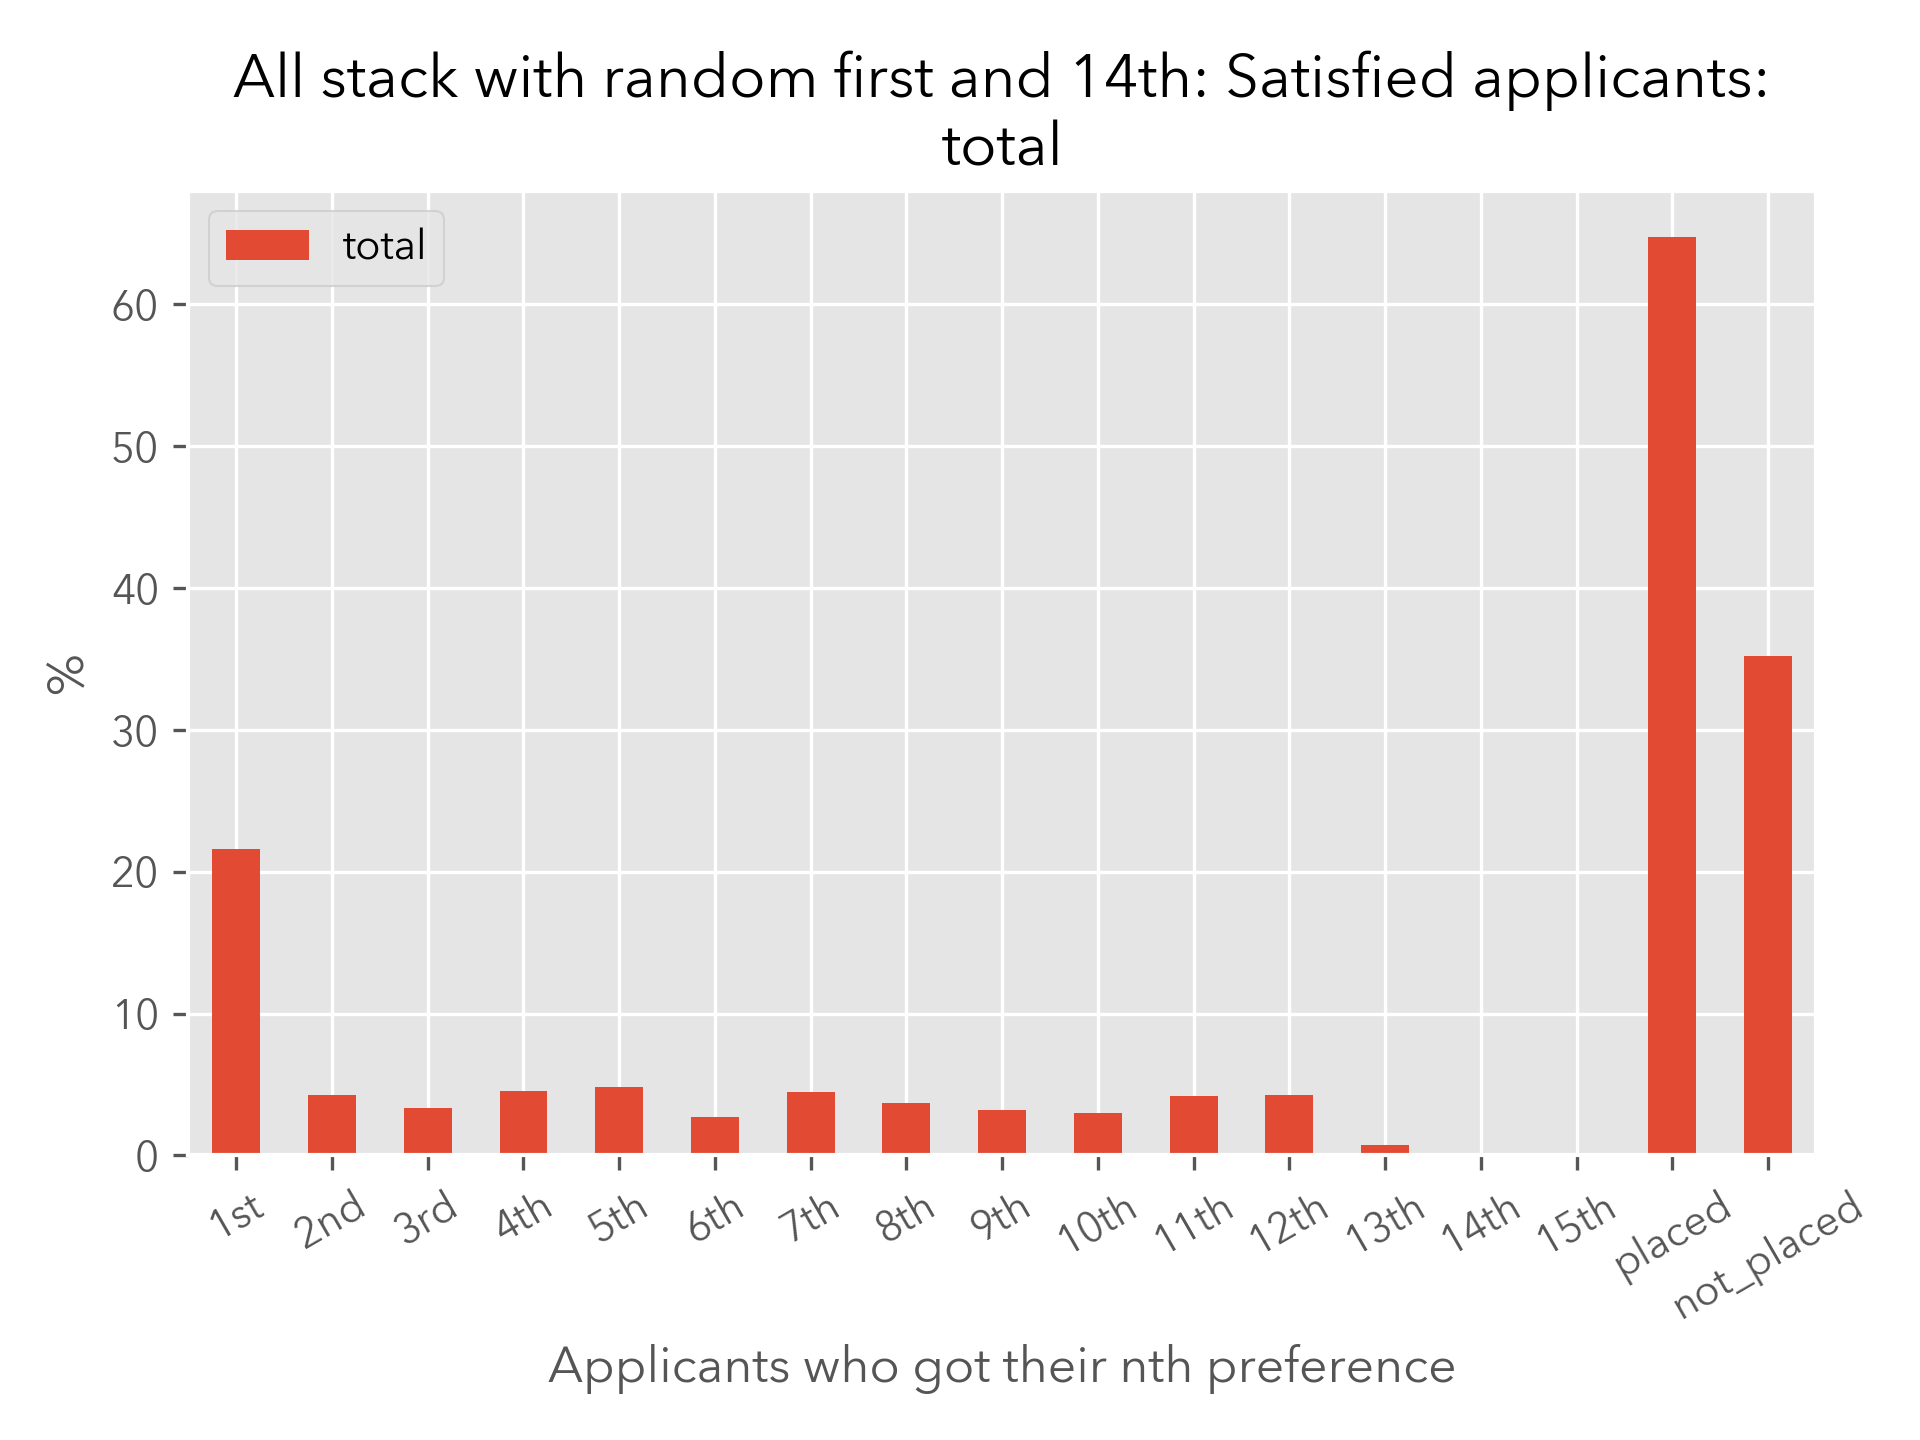 All stack with random first and 14th: Satisfied applicants:
total
total
60
50
40
30
20
10
0
%
1st
2nd
3rd
4th
5th
6th
7th
8th
9th
10th
11th
12th
13th
14th
15th
placed
not_placed
Applicants who got their nth preference